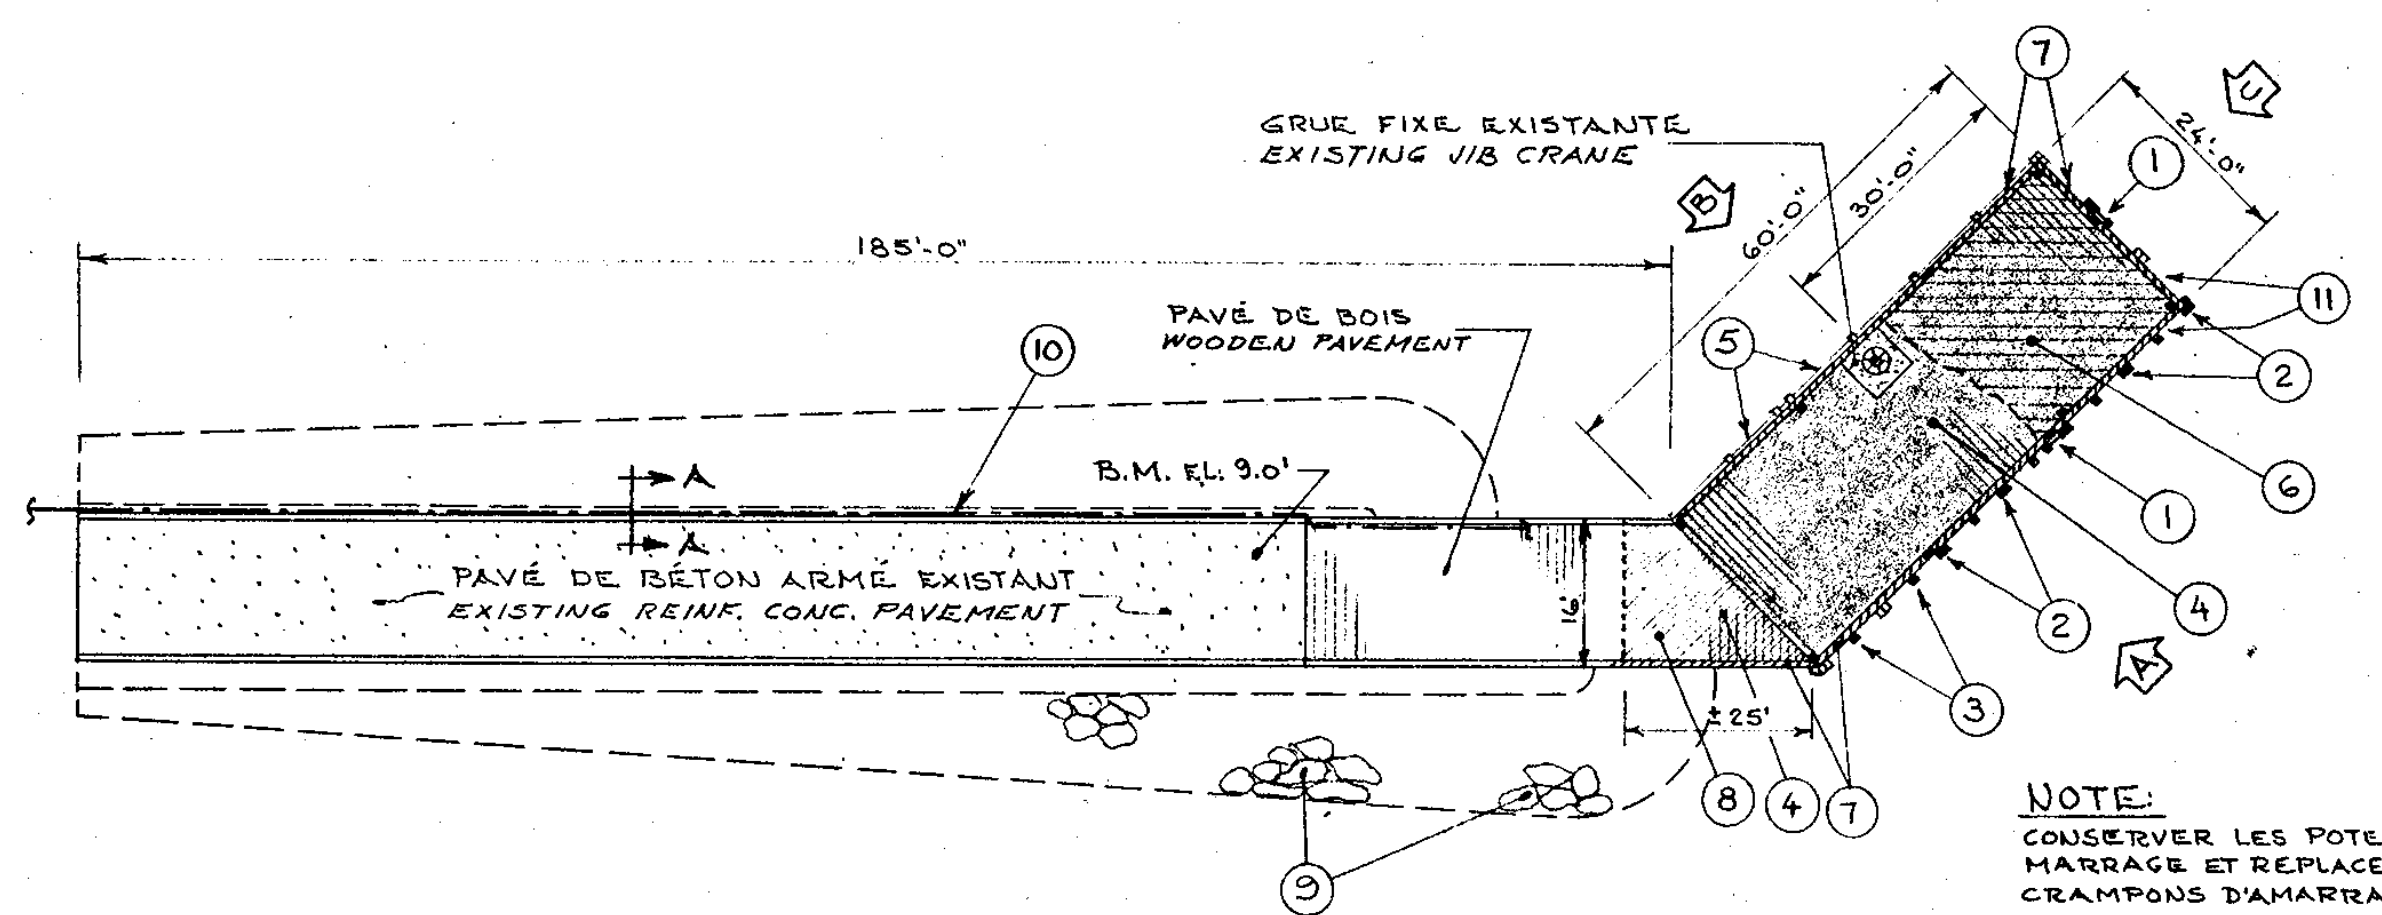 7
C
GRUE FIXE EXISTANTE
EXISTING JIB CRANE
24'-0"
1
B
30'-0"
60'-0"
185'-0"
PAVÉ DE BOIS
WOODEN PAVEMENT
11
10
5
2
B.M. EL: 9.0'
A
6
1
A
PAVÉ DE BÉTON ARMÉ EXISTANT
EXISTING REINF. CONC. PAVEMENT
16'
4
2
A
3
± 25'
8
4
7
9
NOTE:
CONSERVER LES POTE
MARRAGE ET REPLACE
CRAMPONS D'AMARRA